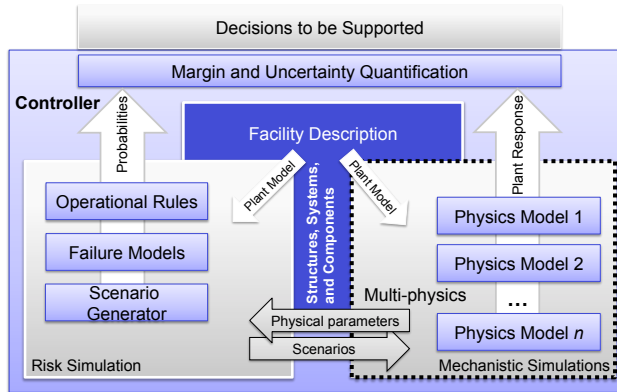 Decisions to be Supported
Margin and Uncertainty Quantification
Controller
Probabilities
Facility Description
Plant Response
Plant Model
Plant Model
Structures, Systems,
and Components
Operational Rules
Failure Models
Scenario
Generator
Physics Model 1
Physics Model 2
Multi-physics
...
Physics Model n
Physical parameters
Scenarios
Risk Simulation
Mechanistic Simulations